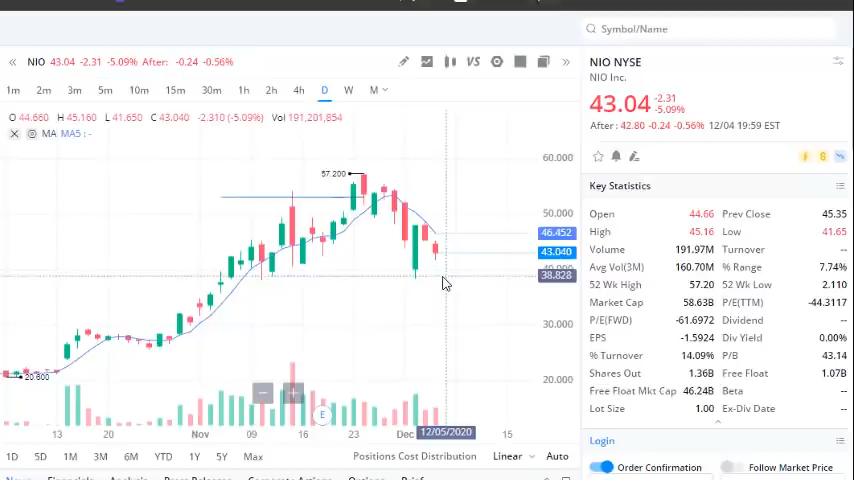 Symbol/Name
NIO 43.04 -2.31 -5.09% After: -0.24 -0.56%
VS
NIO NYSE
NIO Inc.
1m 2m 3m 5m 10m 15m 30m 1h 2h 4h D W M
43.04 -2.31 -5.09%
O 44.660 H 45.160 L 41.650 C 43.040 -2.310 (-5.09%) Vol 191,201,854
After : 42.80 -0.24 -0.56% 12/04 19:59 EST
MA MA5 : -
60.000
57.200
50.000
46.452
43.040
40.000
38.828
30.000
20.600
20.000
E
13 20 Nov 09 16 23 Dec 12/05/2020 15
1D 5D 1M 3M 6M YTD 1Y 5Y Max Positions Cost Distribution Linear Auto
Key Statistics
Open 44.66 Prev Close 45.35
High 45.16 Low 41.65
Volume 191.97M Turnover --
Avg Vol(3M) 160.70M % Range 7.74%
52 Wk High 57.20 52 Wk Low 2.110
Market Cap 58.63B P/E(TTM) -44.3117
P/E(FWD) -61.6972 Dividend --
EPS -1.5924 Div Yield 0.00%
% Turnover 14.09% P/B 43.14
Shares Out 1.36B Free Float 1.07B
Free Float Mkt Cap 46.24B Beta --
Lot Size 1.00 Ex-Div Date --
Login
Order Confirmation Follow Market Price